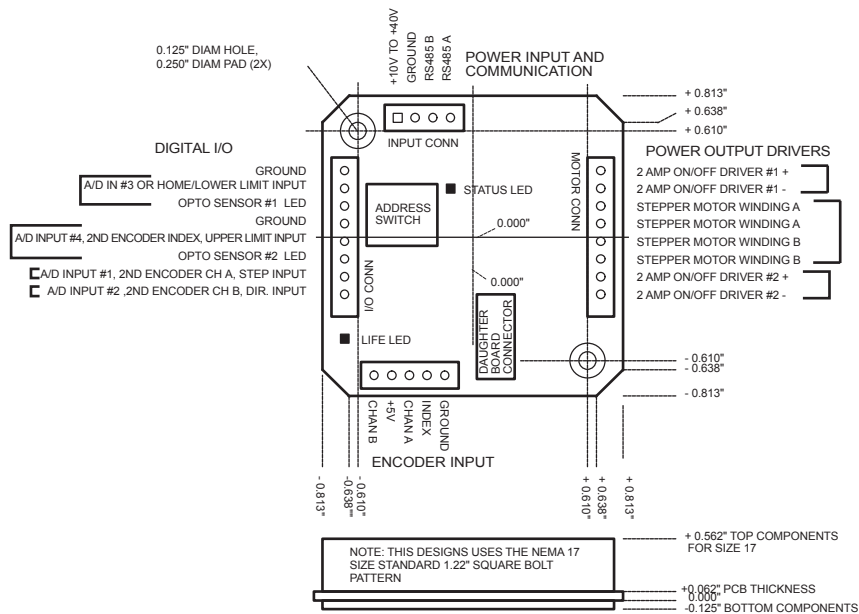 0.125" DIAM HOLE,
0.250" DIAM PAD (2X)
+10V TO +40V
GROUND
RS485 B
RS485 A
POWER INPUT AND
COMMUNICATION
+ 0.813"
+ 0.638"
+ 0.610"
INPUT CONN
DIGITAL I/O
GROUND
A/D IN #3 OR HOME/LOWER LIMIT INPUT
OPTO SENSOR #1 LED
GROUND
A/D INPUT #4, 2ND ENCODER INDEX, UPPER LIMIT INPUT
OPTO SENSOR #2 LED
A/D INPUT #1, 2ND ENCODER CH A, STEP INPUT
A/D INPUT #2 ,2ND ENCODER CH B, DIR. INPUT
I/O CONN
ADDRESS
SWITCH
STATUS LED
0.000"
0.000"
MOTOR CONN
POWER OUTPUT DRIVERS
2 AMP ON/OFF DRIVER #1 +
2 AMP ON/OFF DRIVER #1 -
STEPPER MOTOR WINDING A
STEPPER MOTOR WINDING A
STEPPER MOTOR WINDING B
STEPPER MOTOR WINDING B
2 AMP ON/OFF DRIVER #2 +
2 AMP ON/OFF DRIVER #2 -
LIFE LED
DAUGHTER
BOARD
CONNECTOR
- 0.610"
- 0.638"
- 0.813"
CHAN B
+5V
CHAN A
INDEX
GROUND
ENCODER INPUT
- 0.813"
-0.638""
- 0.610"
+ 0.610"
+ 0.638"
+ 0.813"
NOTE: THIS DESIGNS USES THE NEMA 17
SIZE STANDARD 1.22" SQUARE BOLT
PATTERN
+ 0.562" TOP COMPONENTS
FOR SIZE 17
+0.062" PCB THICKNESS
0.000"
-0.125" BOTTOM COMPONENTS